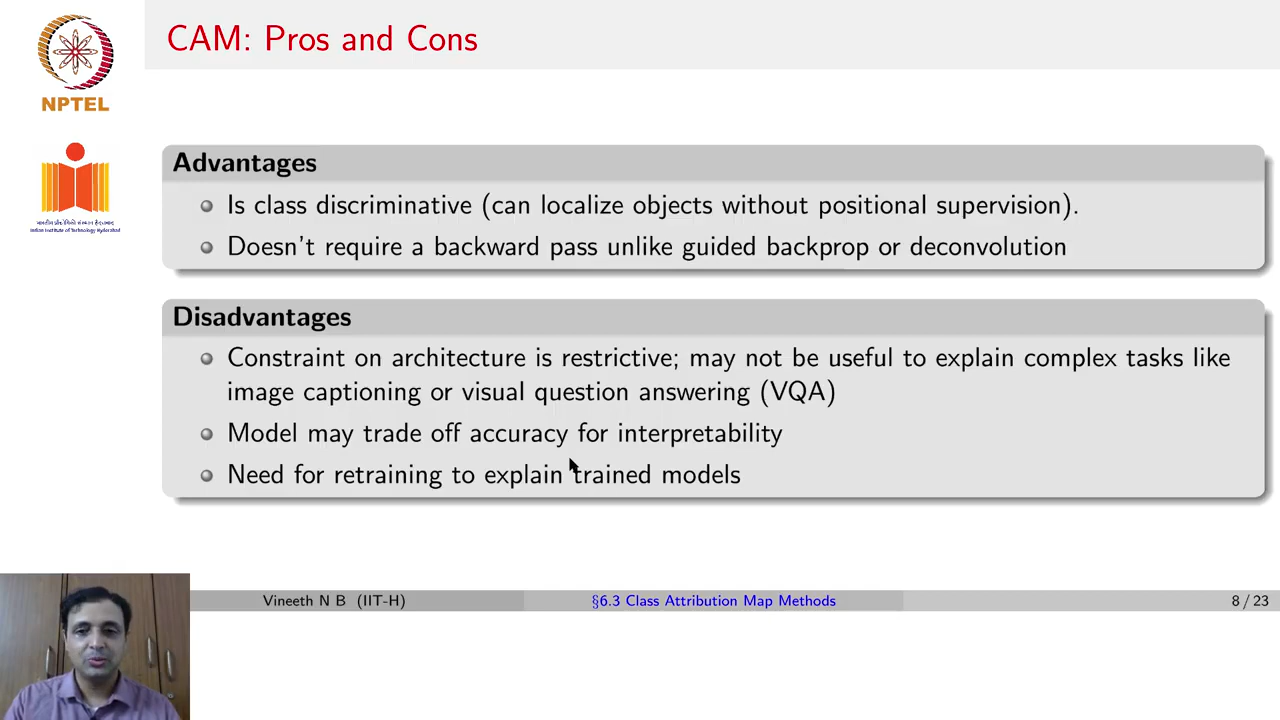 CAM: Pros and Cons
NPTEL
भारतीय प्रौद्योगिकी संस्थान हैदराबाद
Indian Institute of Technology Hyderabad
Advantages
Is class discriminative (can localize objects without positional supervision).
Doesn't require a backward pass unlike guided backprop or deconvolution
Disadvantages
Constraint on architecture is restrictive; may not be useful to explain complex tasks like
image captioning or visual question answering (VQA)
Model may trade off accuracy for interpretability
Need for retraining to explain trained models
Vineeth N B (IIT-H)
§6.3 Class Attribution Map Methods
8 / 23